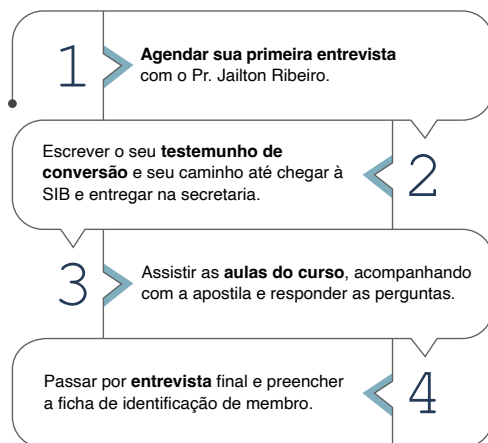 1
Agendar sua primeira entrevista
com o Pr. Jailton Ribeiro.
Escrever o seu testemunho de
conversão e seu caminho até chegar à
SIB e entregar na secretaria.
2
3
Assistir as aulas do curso, acompanhando
com a apostila e responder as perguntas.
Passar por entrevista final e preencher
a ficha de identificação de membro.
4